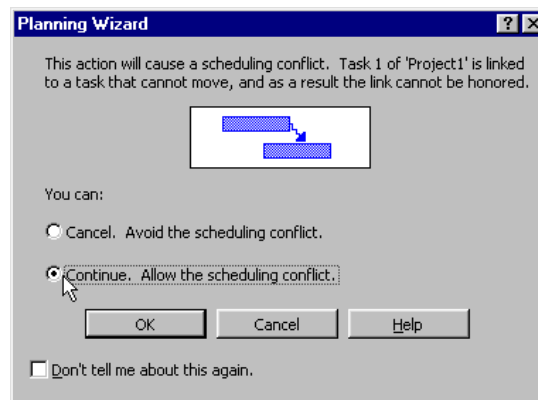 Planning Wizard
This action will cause a scheduling conflict. Task 1 of 'Project1' is linked
to a task that cannot move, and as a result the link cannot be honored.
You can:
Cancel. Avoid the scheduling conflict.
Continue. Allow the scheduling conflict.
OK Cancel Help
Don't tell me about this again.